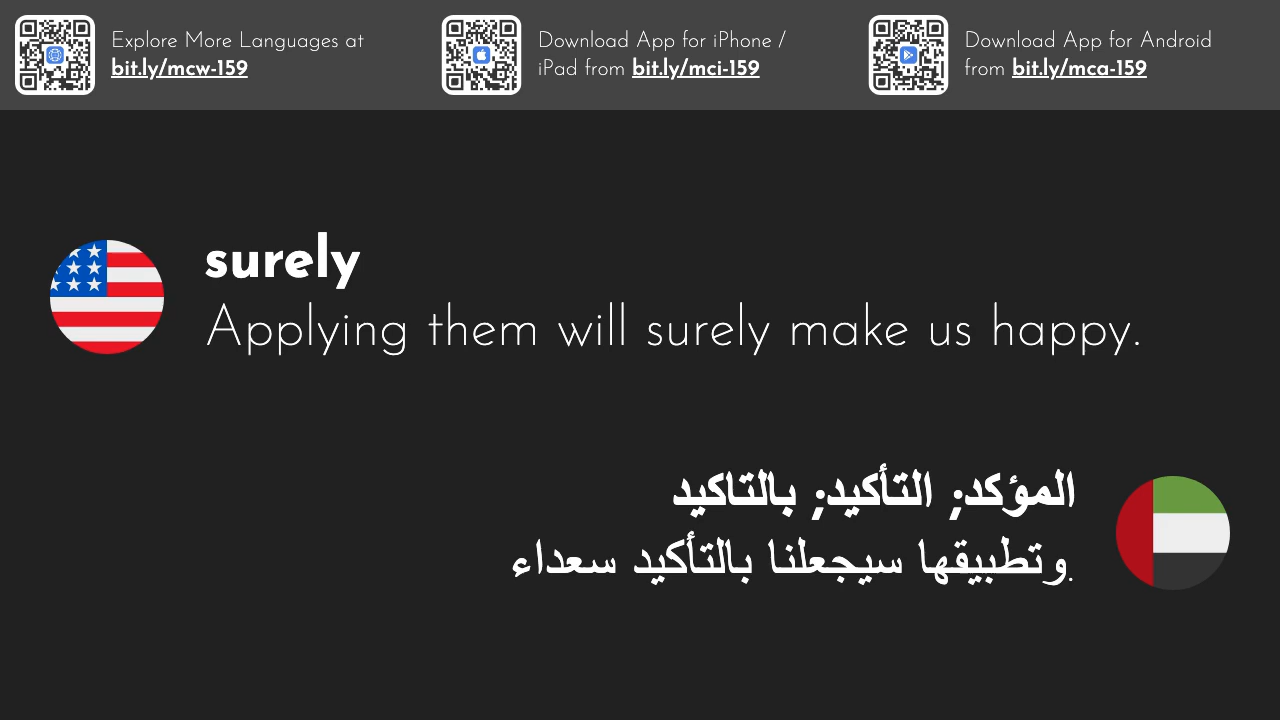 Explore More Languages at
bit.ly/mcw-159
Download App for iPhone /
iPad from bit.ly/mci-159
Download App for Android
from bit.ly/mca-159
surely
Applying them will surely make us happy.
المؤكد; التأكيد; بالتاكيد
وتطبيقها سيجعلنا بالتأكيد سعداء.